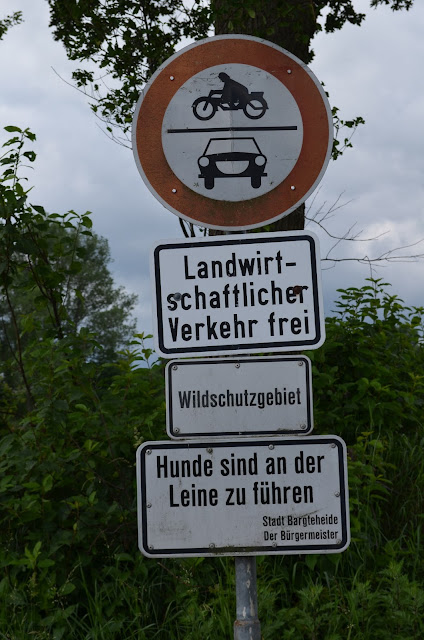 Landwirt-
schaftlicher
Verkehr frei
Wildschutzgebiet
Hunde sind an der
Leine zu führen
Stadt Bargteheide
Der Bürgermeister